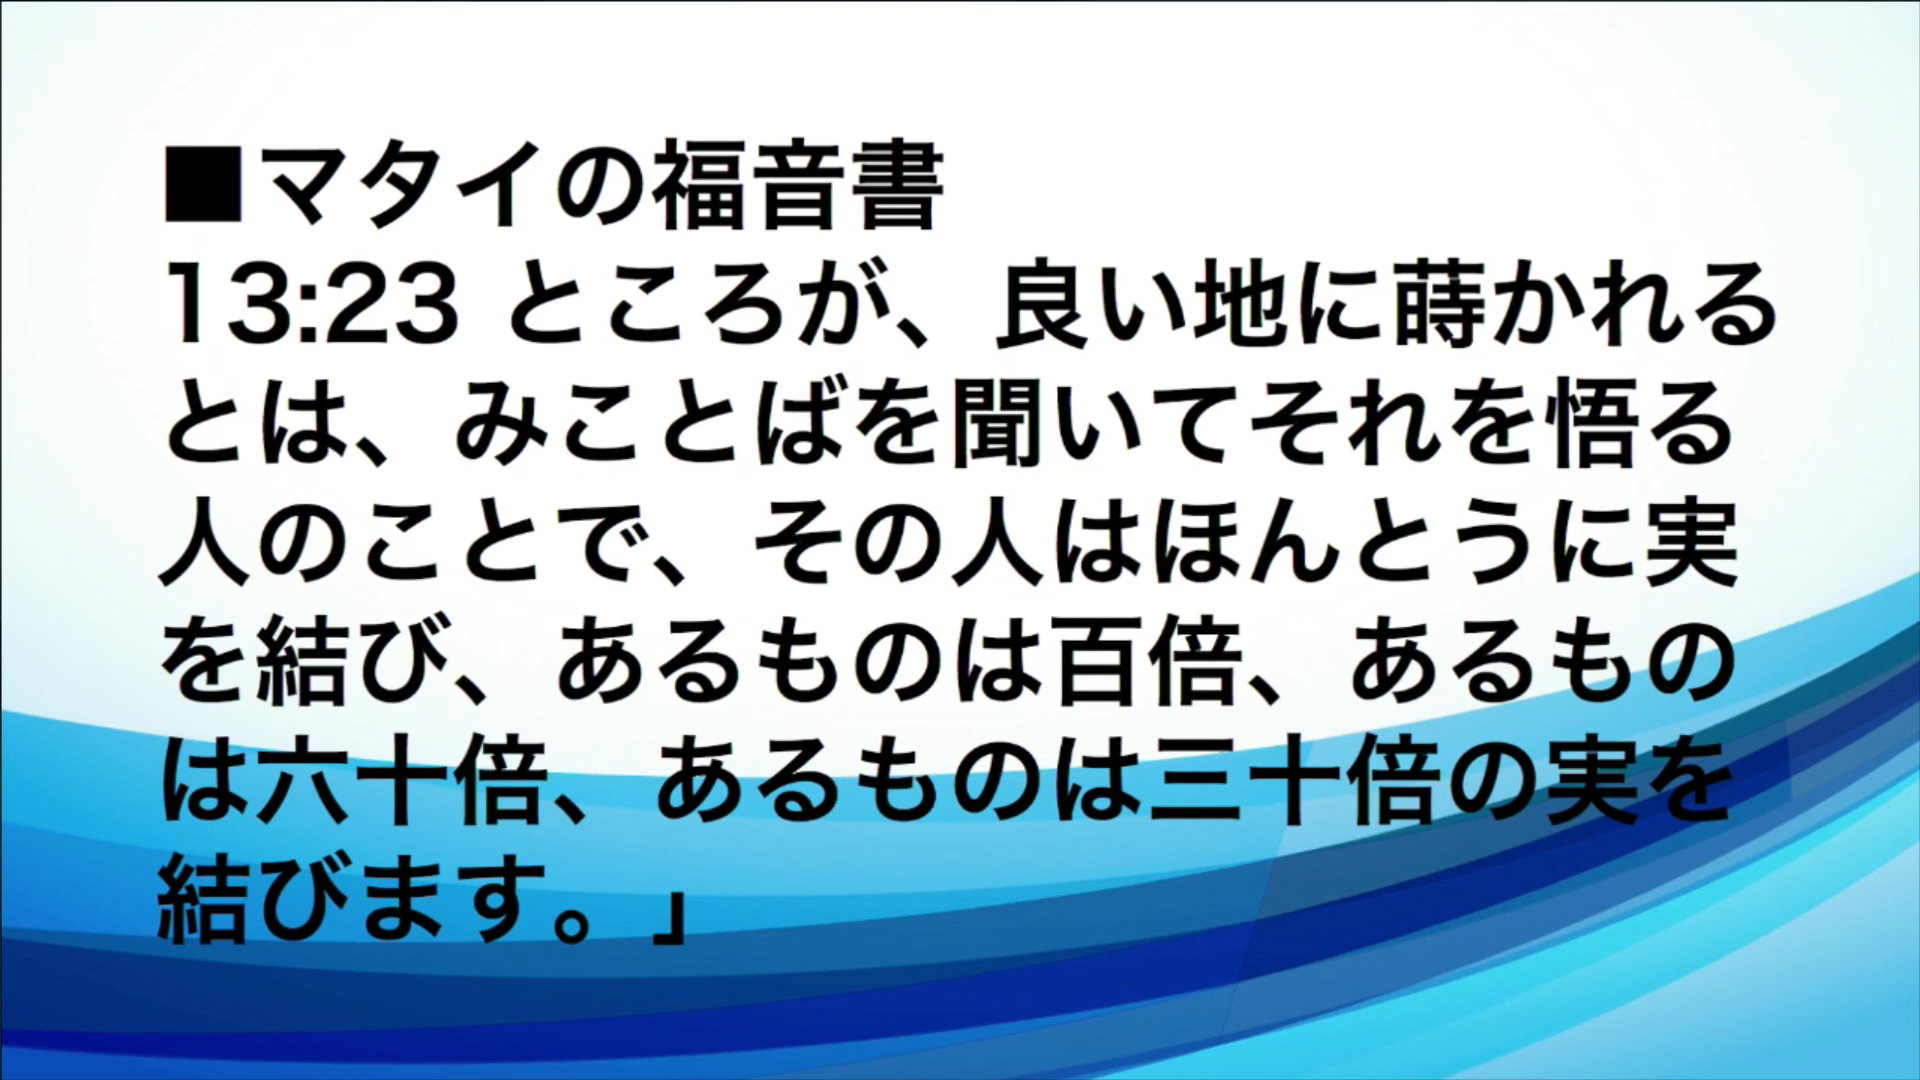 ■マタイの福音書
13:23 ところが、良い地に蒔かれる
とは、みことばを聞いてそれを悟る
人のことで、その人はほんとうに実
を結び、あるものは百倍、あるもの
は六十倍、あるものは三十倍の実を
結びます。」